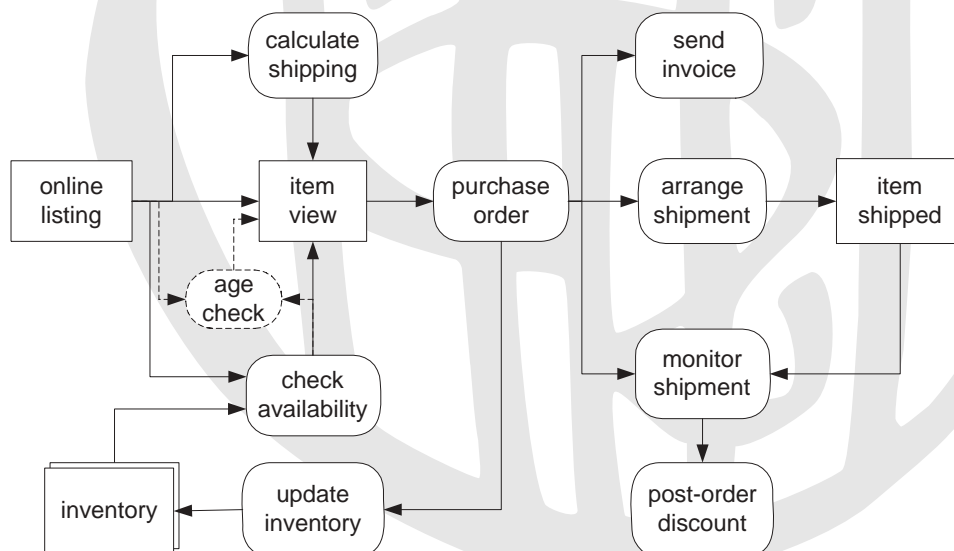 calculate
shipping
send
invoice
online
listing
item
view
purchase
order
arrange
shipment
item
shipped
age
check
monitor
shipment
check
availability
inventory
update
inventory
post-order
discount